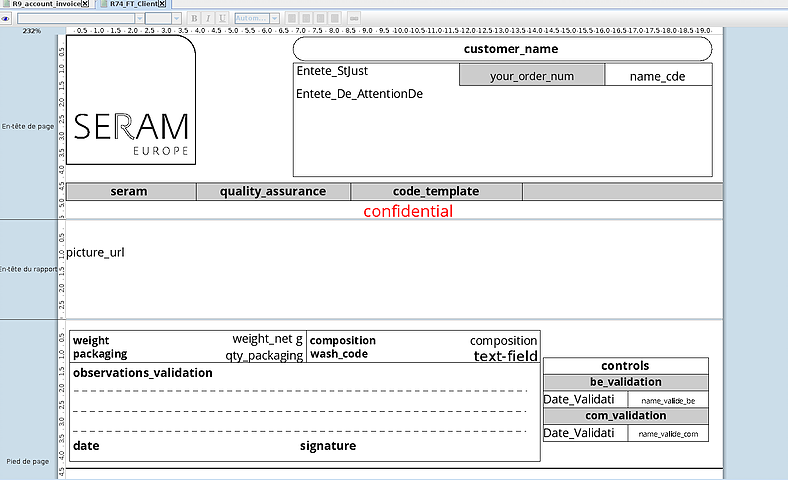 R9_account_invoice
R74_FT_Client
B I U Autom...
232%
0.5 1.0 1.5 2.0 2.5 3.0 3.5 4.0 4.5 5.0 5.5 6.0 6.5 7.0 7.5 8.0 8.5 9.0 9.5 10.0 10.5 11.0 11.5 12.0 12.5 13.0 13.5 14.0 14.5 15.0 15.5 16.0 16.5 17.0 17.5 18.0 18.5 19.0
customer_name
Entete_StJust
your_order_num
name_cde
Entete_De_AttentionDe
SERAM
EUROPE
En-tête de page
seram
quality_assurance
code_template
confidential
picture_url
En-tête du rapport
weight
weight_net g
composition
composition
packaging
qty_packaging
wash_code
text-field
observations_validation
controls
be_validation
Date_Validati
name_valide_be
com_validation
Date_Validati
name_valide_com
date
signature
Pied de page